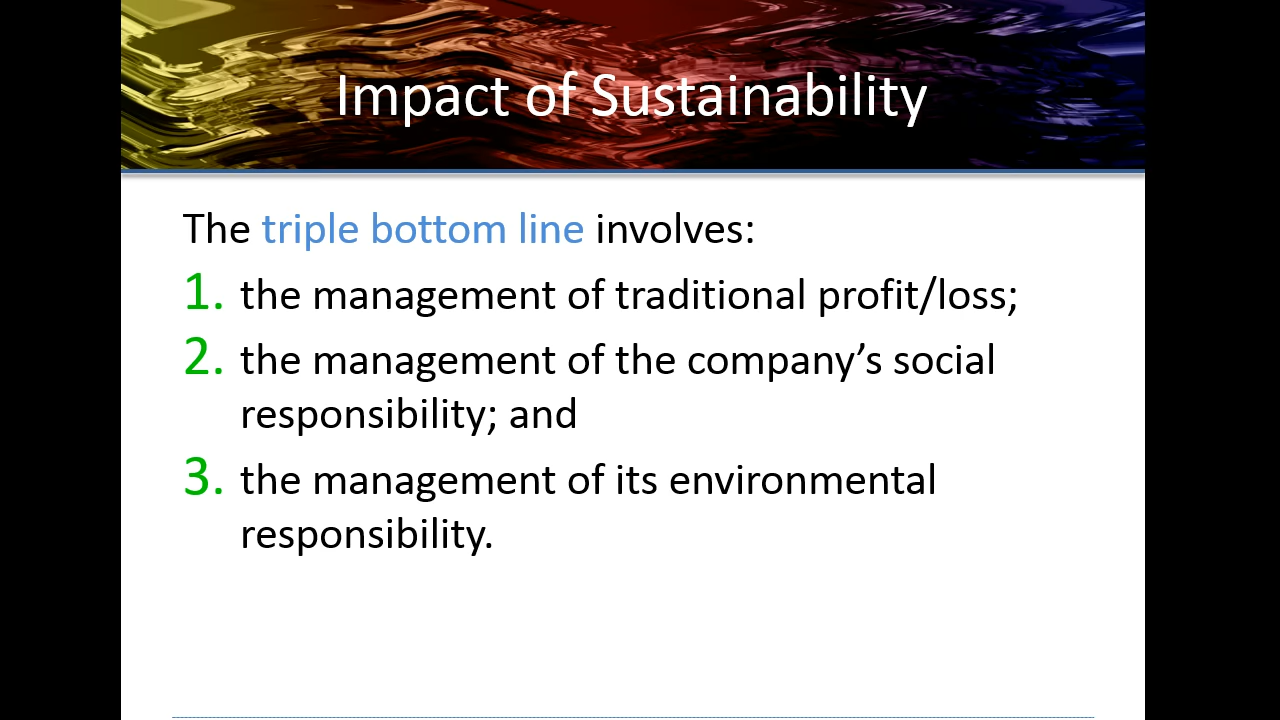 Impact of Sustainability
The triple bottom line involves:
1. the management of traditional profit/loss;
2. the management of the company’s social
responsibility; and
3. the management of its environmental
responsibility.